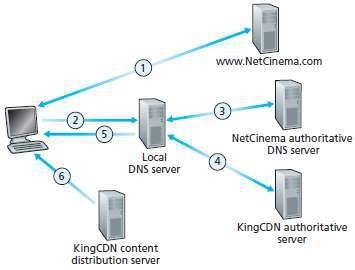 1
www.NetCinema.com
2
3
5
NetCinema authoritative
DNS server
Local
DNS server
4
6
KingCDN authoritative
server
KingCDN content
distribution server